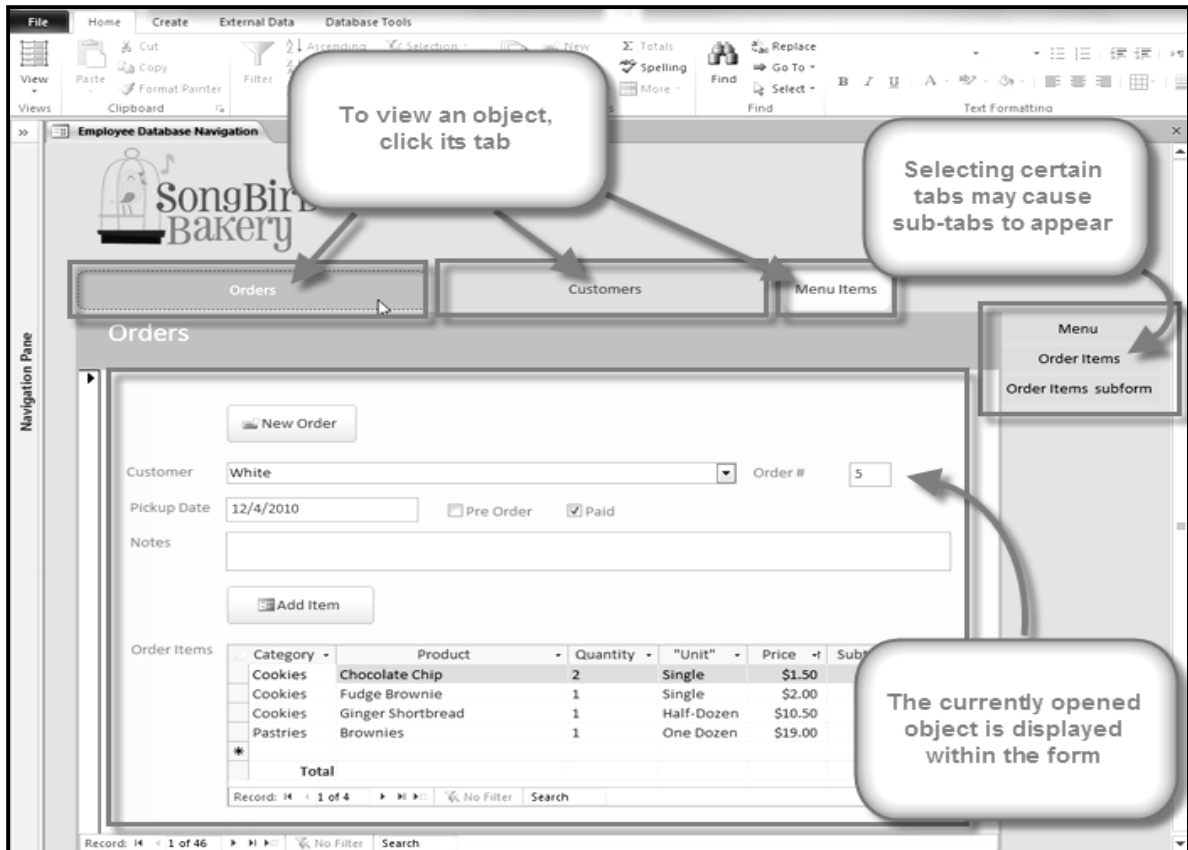 File Home Create External Data Database Tools
View
Views
Paste
Cut
Copy
Format Painter
Clipboard
Filter
Ascending
Selection
New
Σ Totals
Spelling
More
Find
Replace
Go To
Select
Find
B I U A
Text Formatting
Employee Database Navigation
Navigation Pane
To view an object,
click its tab
Selecting certain
tabs may cause
sub-tabs to appear
SongBir
Bakery
Orders Customers Menu Items
Menu
Order Items
Order Items subform
Orders
New Order
Customer White Order # 5
Pickup Date 12/4/2010 Pre Order Paid
Notes
Add Item
Order Items
Category Product Quantity "Unit" Price
Cookies Chocolate Chip 2 Single $1.50
Cookies Fudge Brownie 1 Single $2.00
Cookies Ginger Shortbread 1 Half-Dozen $10.50
Pastries Brownies 1 One Dozen $19.00
Total
Record: 1 of 4 No Filter Search
The currently opened
object is displayed
within the form
Record: 1 of 46 No Filter Search